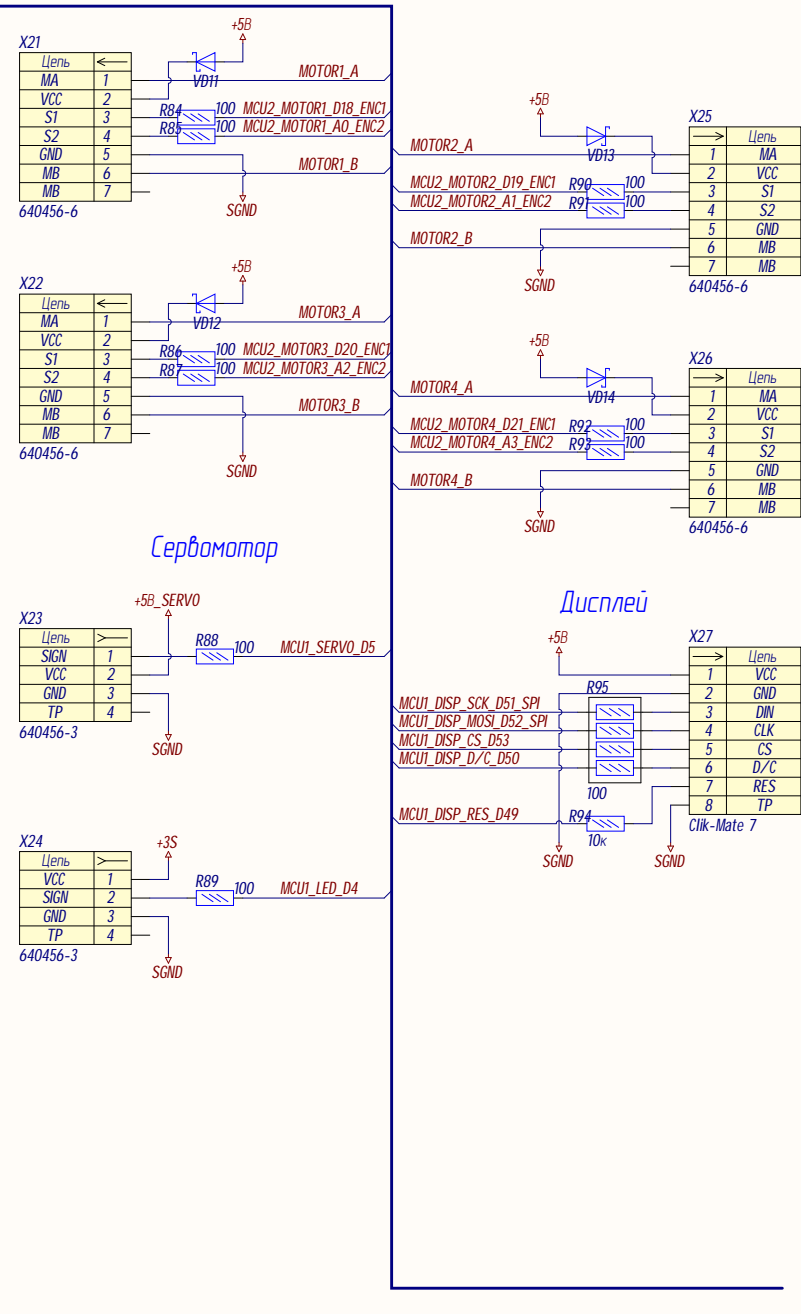 X21
+5В
Цепь
MA 1
VCC 2
S1 3
S2 4
GND 5
MB 6
MB 7
640456-6
VD11
MOTOR1_A
R84 100 MCU2_MOTOR1_D18_ENC1
R85 100 MCU2_MOTOR1_A0_ENC2
MOTOR1_B
SGND
X22
+5В
Цепь
MA 1
VCC 2
S1 3
S2 4
GND 5
MB 6
MB 7
640456-6
VD12
MOTOR3_A
R86 100 MCU2_MOTOR3_D20_ENC1
R87 100 MCU2_MOTOR3_A2_ENC2
MOTOR3_B
SGND
Сервомотор
+5В_SERVO
X23
Цепь
SIGN 1
VCC 2
GND 3
TP 4
640456-3
R88 100 MCU1_SERVO_D5
SGND
X24
+3S
Цепь
VCC 1
SIGN 2
GND 3
TP 4
640456-3
R89 100 MCU1_LED_D4
SGND
+5В
X25
Цепь
1 MA
2 VCC
3 S1
4 S2
5 GND
6 MB
7 MB
640456-6
MOTOR2_A
VD13
MCU2_MOTOR2_D19_ENC1 R90 100
MCU2_MOTOR2_A1_ENC2 R91 100
MOTOR2_B
SGND
+5В
X26
Цепь
1 MA
2 VCC
3 S1
4 S2
5 GND
6 MB
7 MB
640456-6
MOTOR4_A
VD14
MCU2_MOTOR4_D21_ENC1 R92 100
MCU2_MOTOR4_A3_ENC2 R93 100
MOTOR4_B
SGND
Дисплей
+5В
X27
Цепь
1 VCC
2 GND
3 DIN
4 CLK
5 CS
6 D/C
7 RES
8 TP
Clik-Mate 7
R95
MCU1_DISP_SCK_D51_SPI
MCU1_DISP_MOSI_D52_SPI
MCU1_DISP_CS_D53
MCU1_DISP_D/C_D50
100
MCU1_DISP_RES_D49 R94
10к
SGND
SGND